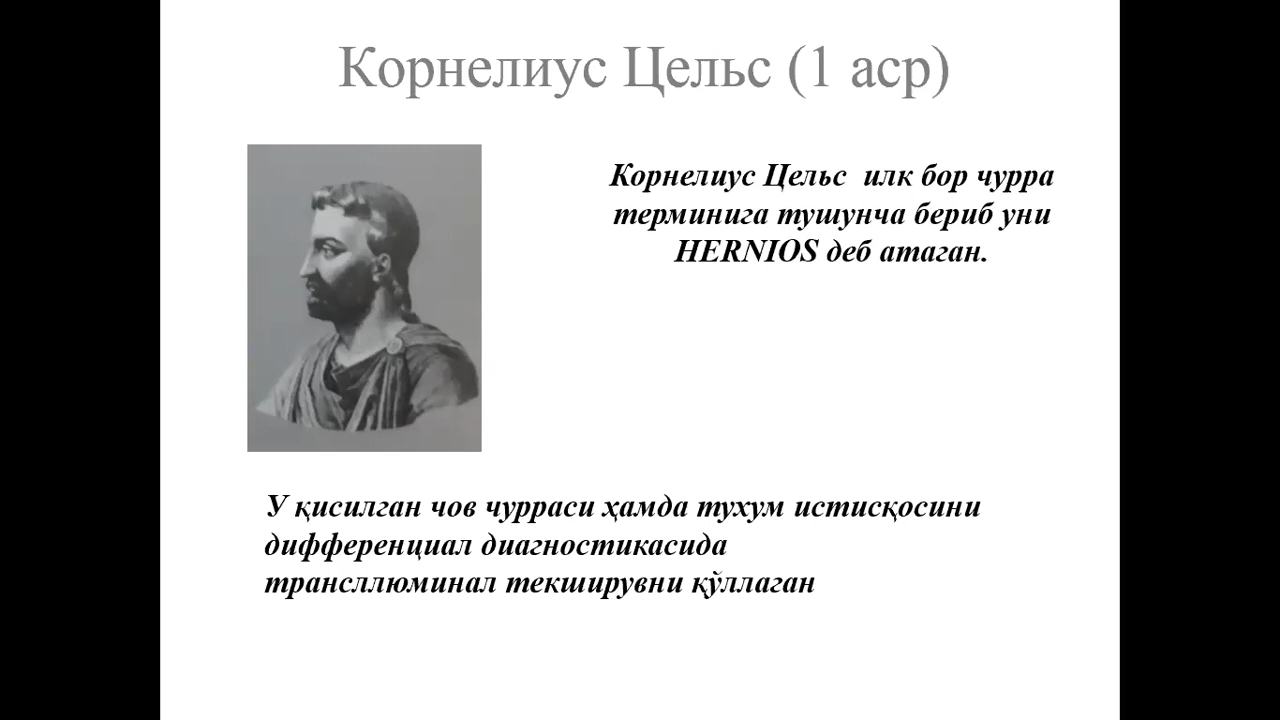 Корнелиус Цельс (1 аср)
Корнелиус Цельс илк бор чурра
терминига тушунча бериб уни
HERNIOS деб атаган.
У қисилган чов чурраси ҳамда тухум истисқосини
дифференциал диагностикасида
трансллюминал текширувни қўллаган